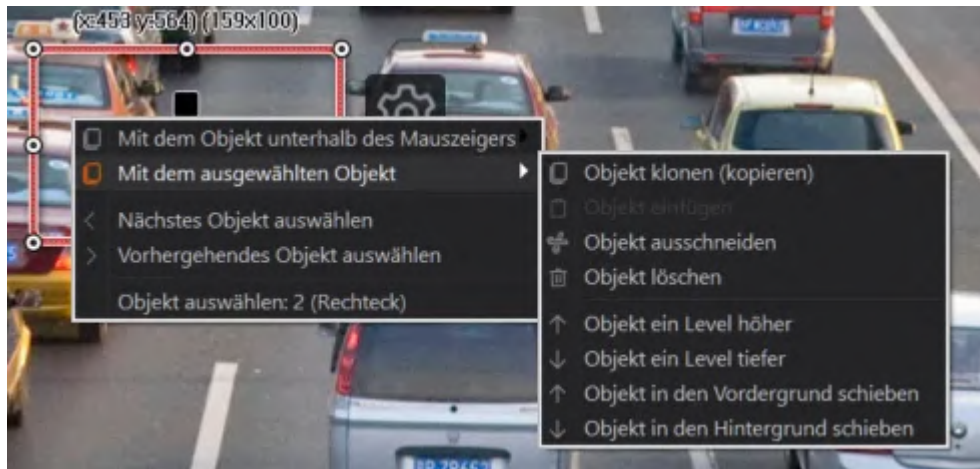 (x:453 y:564) (159x100)
Mit dem Objekt unterhalb des Mauszeigers
Mit dem ausgewählten Objekt
Nächstes Objekt auswählen
Vorhergehendes Objekt auswählen
Objekt auswählen: 2 (Rechteck)
Objekt klonen (kopieren)
Objekt einfügen
Objekt ausschneiden
Objekt löschen
Objekt ein Level höher
Objekt ein Level tiefer
Objekt in den Vordergrund schieben
Objekt in den Hintergrund schieben